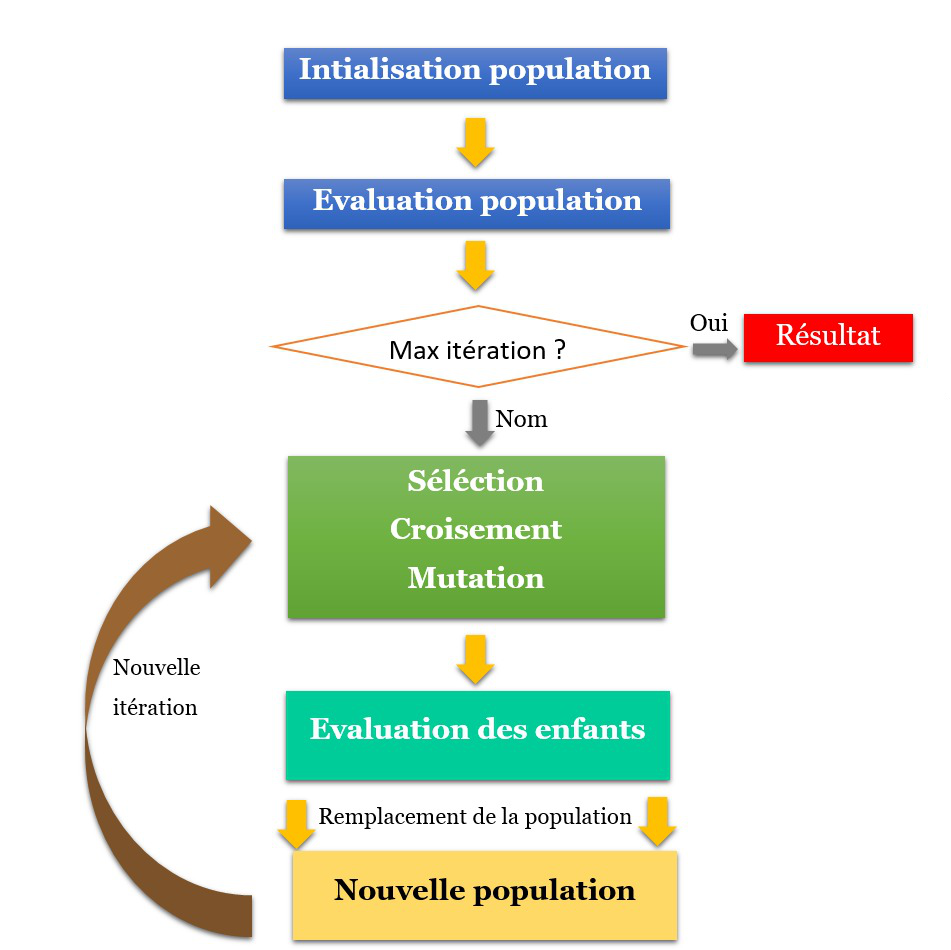 Intialisation population
Evaluation population
Max itération ?
Oui
Résultat
Nom
Séléction
Croisement
Mutation
Nouvelle
itération
Evaluation des enfants
Remplacement de la population
Nouvelle population